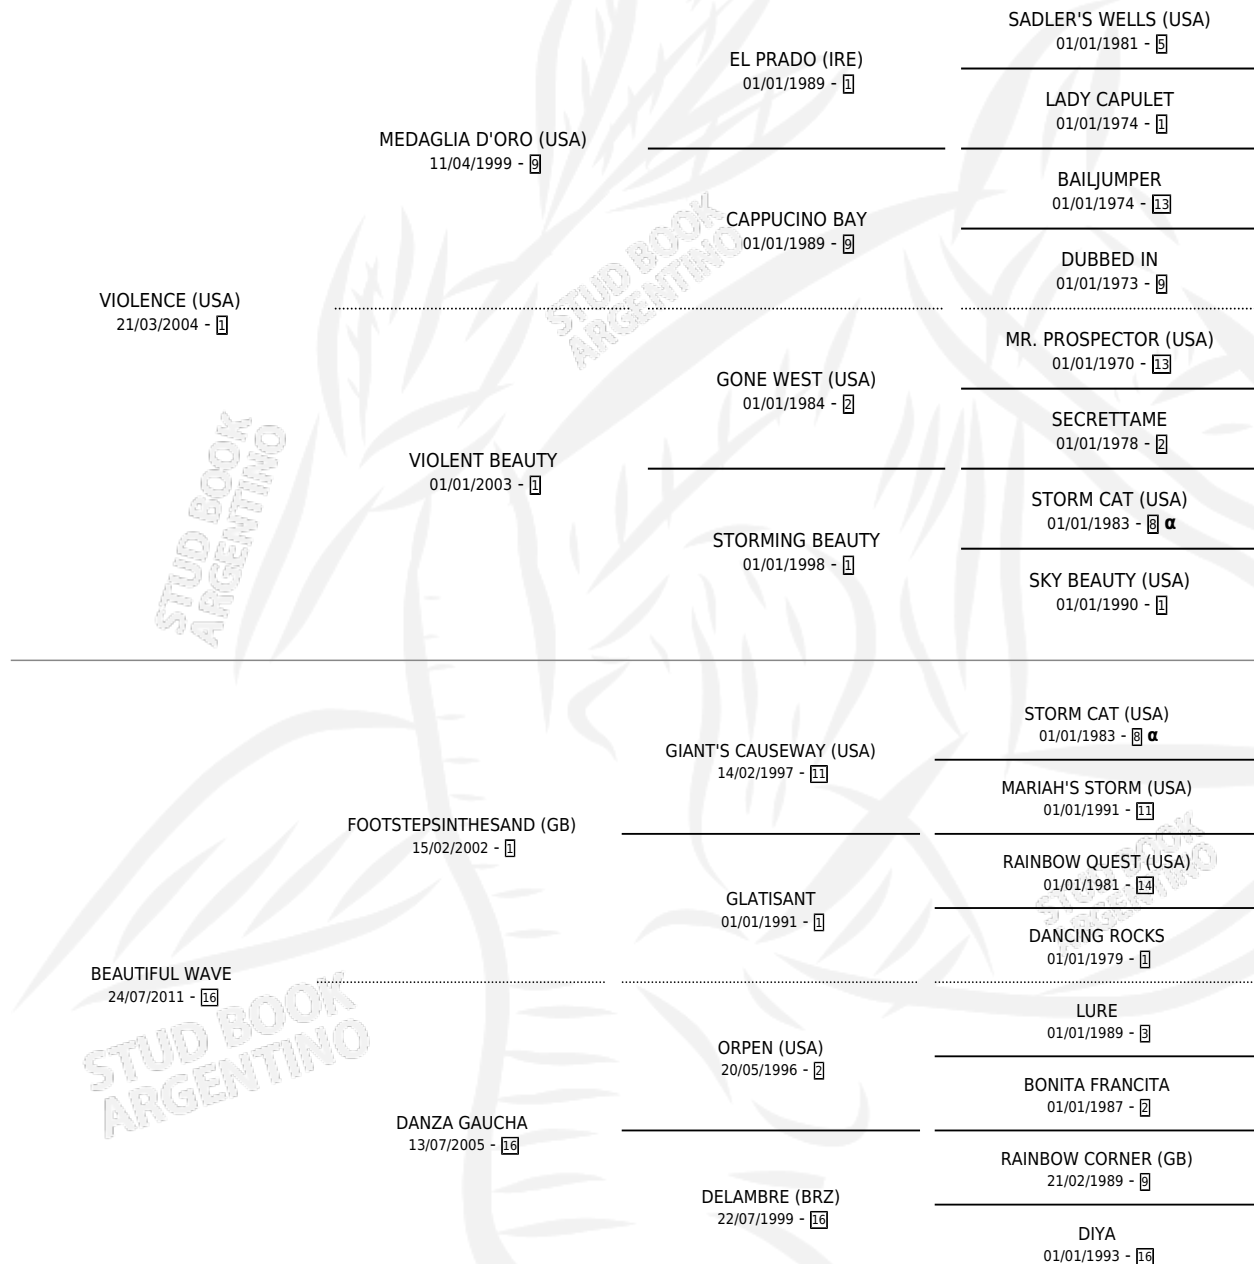 SADLER'S WELLS (USA)
01/01/1981 - 5
EL PRADO (IRE)
01/01/1989 - 1
LADY CAPULET
01/01/1974 - 1
MEDAGLIA D'ORO (USA)
11/04/1999 - 9
BAILJUMPER
01/01/1974 - 13
CAPPUCINO BAY
01/01/1989 - 9
DUBBED IN
01/01/1973 - 9
VIOLENCE (USA)
21/03/2004 - 1
MR. PROSPECTOR (USA)
01/01/1970 - 13
GONE WEST (USA)
01/01/1984 - 2
SECRETTAME
01/01/1978 - 2
VIOLENT BEAUTY
01/01/2003 - 1
STORM CAT (USA)
01/01/1983 - 8 α
STORMING BEAUTY
01/01/1998 - 1
SKY BEAUTY (USA)
01/01/1990 - 1
STORM CAT (USA)
01/01/1983 - 8 α
GIANT'S CAUSEWAY (USA)
14/02/1997 - 11
MARIAH'S STORM (USA)
01/01/1991 - 11
FOOTSTEPSINTHESAND (GB)
15/02/2002 - 1
RAINBOW QUEST (USA)
01/01/1981 - 14
GLATISANT
01/01/1991 - 1
DANCING ROCKS
01/01/1979 - 1
BEAUTIFUL WAVE
24/07/2011 - 16
LURE
01/01/1989 - 3
ORPEN (USA)
20/05/1996 - 2
BONITA FRANCITA
01/01/1987 - 2
DANZA GAUCHA
13/07/2005 - 16
RAINBOW CORNER (GB)
21/02/1989 - 9
DELAMBRE (BRZ)
22/07/1999 - 16
DIYA
01/01/1993 - 16
STUD BOOK
ARGENTINO
STUD BOOK
ARGENTINO
STUD BOOK
ARGENTINO
STUD BOOK
ARGENTINO